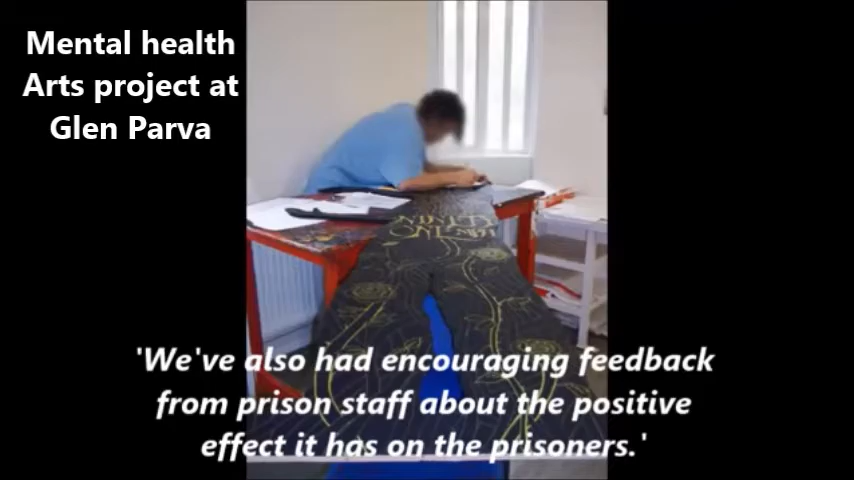 Mental health
Arts project at
Glen Parva
'We've also had encouraging feedback
from prison staff about the positive
effect it has on the prisoners.'